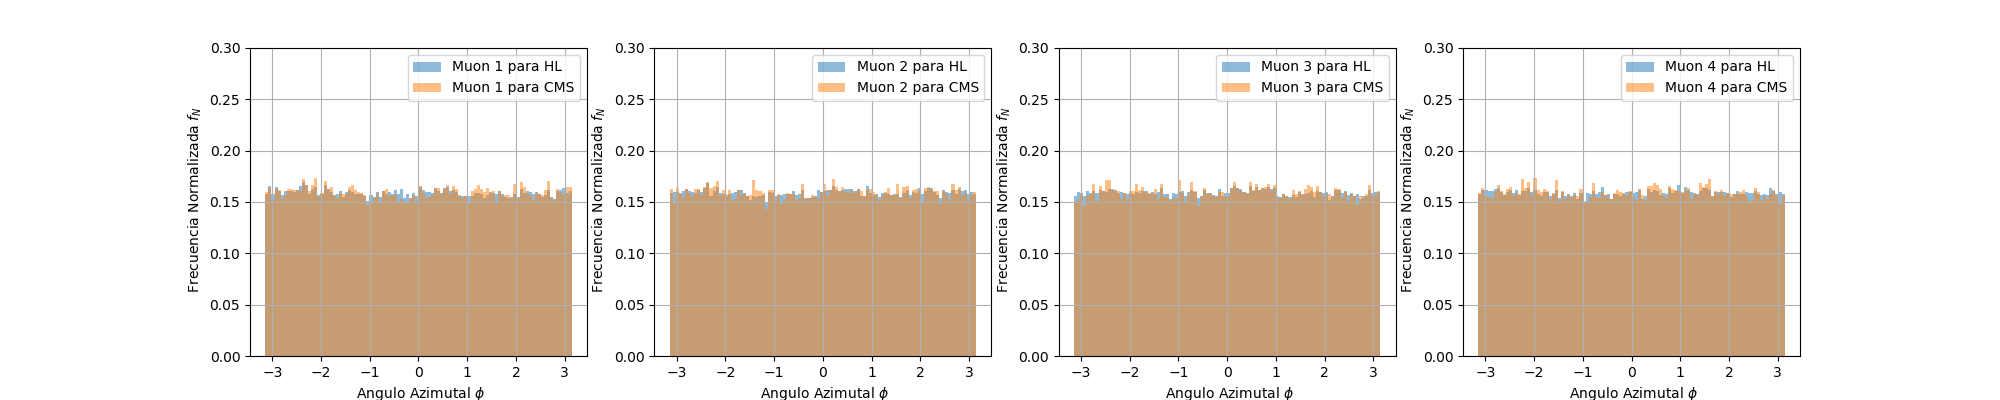 0.30
0.25
0.20
0.15
0.10
0.05
0.00
Frecuencia Normalizada f_N
Muon 1 para HL
Muon 1 para CMS
−3 −2 −1 0 1 2 3
Angulo Azimutal ϕ
0.30
0.25
0.20
0.15
0.10
0.05
0.00
Frecuencia Normalizada f_N
Muon 2 para HL
Muon 2 para CMS
−3 −2 −1 0 1 2 3
Angulo Azimutal ϕ
0.30
0.25
0.20
0.15
0.10
0.05
0.00
Frecuencia Normalizada f_N
Muon 3 para HL
Muon 3 para CMS
−3 −2 −1 0 1 2 3
Angulo Azimutal ϕ
0.30
0.25
0.20
0.15
0.10
0.05
0.00
Frecuencia Normalizada f_N
Muon 4 para HL
Muon 4 para CMS
−3 −2 −1 0 1 2 3
Angulo Azimutal ϕ